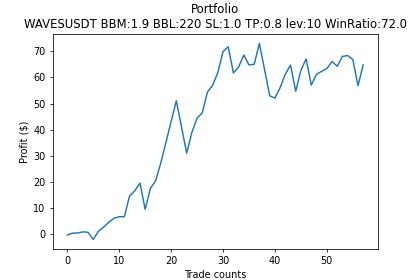 Portfolio
WAVESUSDT BBM:1.9 BBL:220 SL:1.0 TP:0.8 lev:10 WinRatio:72.0
70
60
50
40
30
20
10
0
Profit ($)
0 10 20 30 40 50
Trade counts